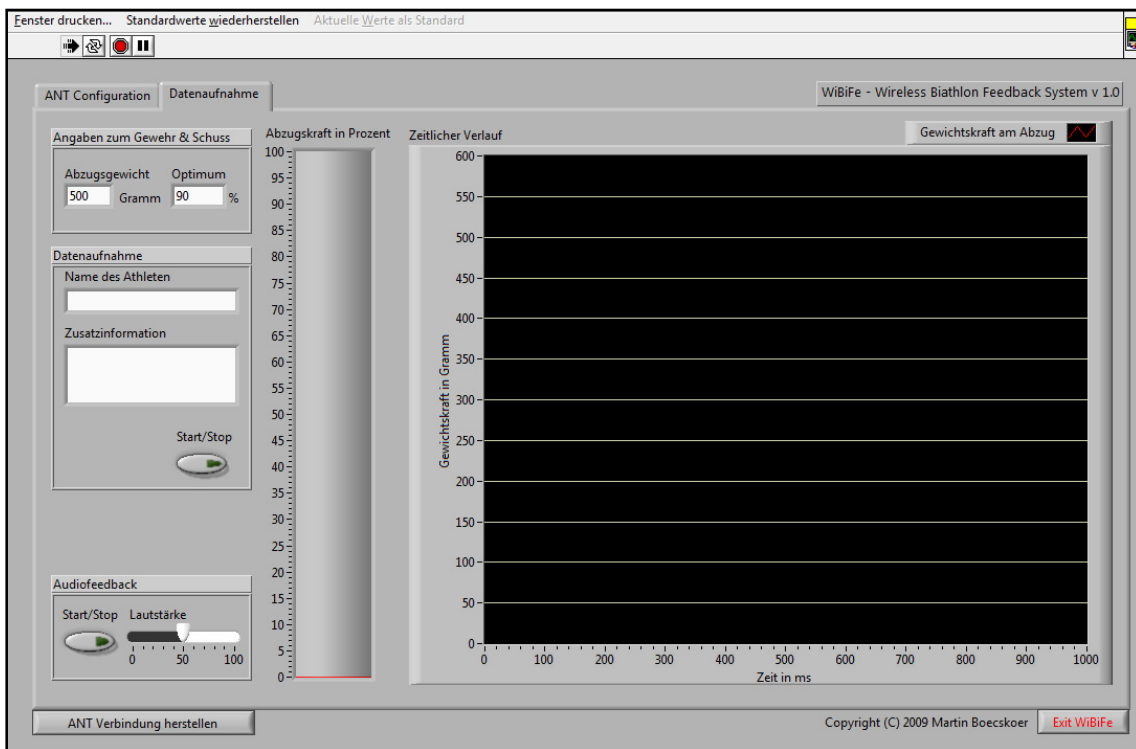 Fenster drucken... Standardwerte wiederherstellen Aktuelle Werte als Standard
ANT Configuration Datenaufnahme
WiBiFe - Wireless Biathlon Feedback System v 1.0
Angaben zum Gewehr & Schuss
Abzugsgewicht Optimum
500 Gramm 90 %
Datenaufnahme
Name des Athleten
Zusatzinformation
Start/Stop
Audiofeedback
Start/Stop Lautstärke
0 50 100
Abzugskraft in Prozent
100
95
90
85
80
75
70
65
60
55
50
45
40
35
30
25
20
15
10
5
0
Zeitlicher Verlauf
Gewichtskraft am Abzug
Gewichtskraft in Gramm
600
550
500
450
400
350
300
250
200
150
100
50
0
0 100 200 300 400 500 600 700 800 900 1000
Zeit in ms
ANT Verbindung herstellen
Copyright (C) 2009 Martin Boecskoer
Exit WiBiFe